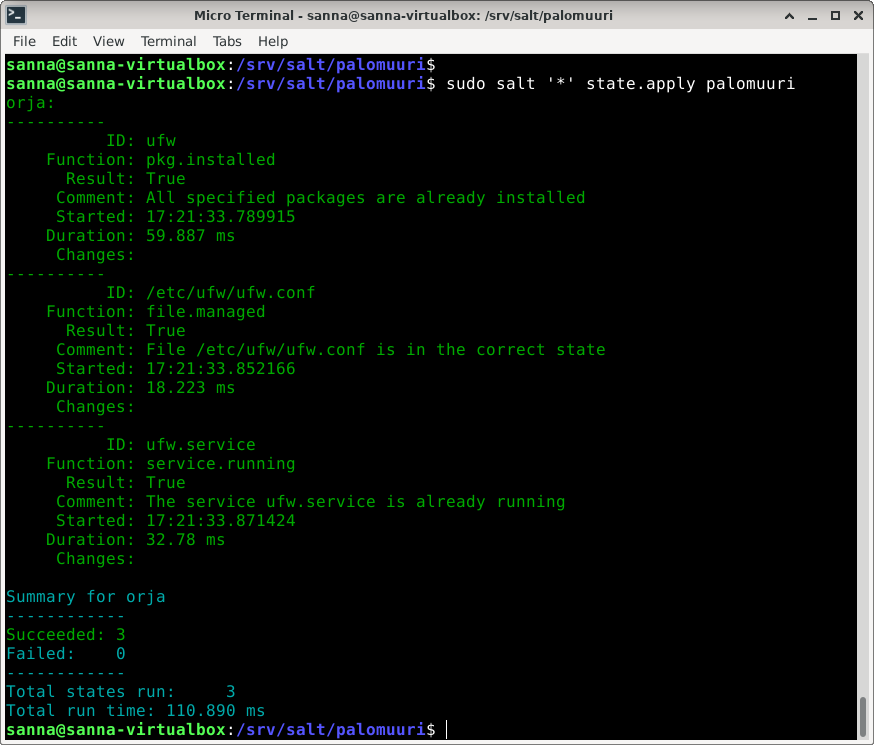 Micro Terminal - sanna@sanna-virtualbox: /srv/salt/palomuuri
File Edit View Terminal Tabs Help
sanna@sanna-virtualbox:/srv/salt/palomuuri$
sanna@sanna-virtualbox:/srv/salt/palomuuri$ sudo salt '*' state.apply palomuuri
orja:
----------
          ID: ufw
    Function: pkg.installed
      Result: True
     Comment: All specified packages are already installed
     Started: 17:21:33.789915
    Duration: 59.887 ms
     Changes:
----------
          ID: /etc/ufw/ufw.conf
    Function: file.managed
      Result: True
     Comment: File /etc/ufw/ufw.conf is in the correct state
     Started: 17:21:33.852166
    Duration: 18.223 ms
     Changes:
----------
          ID: ufw.service
    Function: service.running
      Result: True
     Comment: The service ufw.service is already running
     Started: 17:21:33.871424
    Duration: 32.78 ms
     Changes:
Summary for orja
------------
Succeeded: 3
Failed:    0
------------
Total states run:     3
Total run time: 110.890 ms
sanna@sanna-virtualbox:/srv/salt/palomuuri$